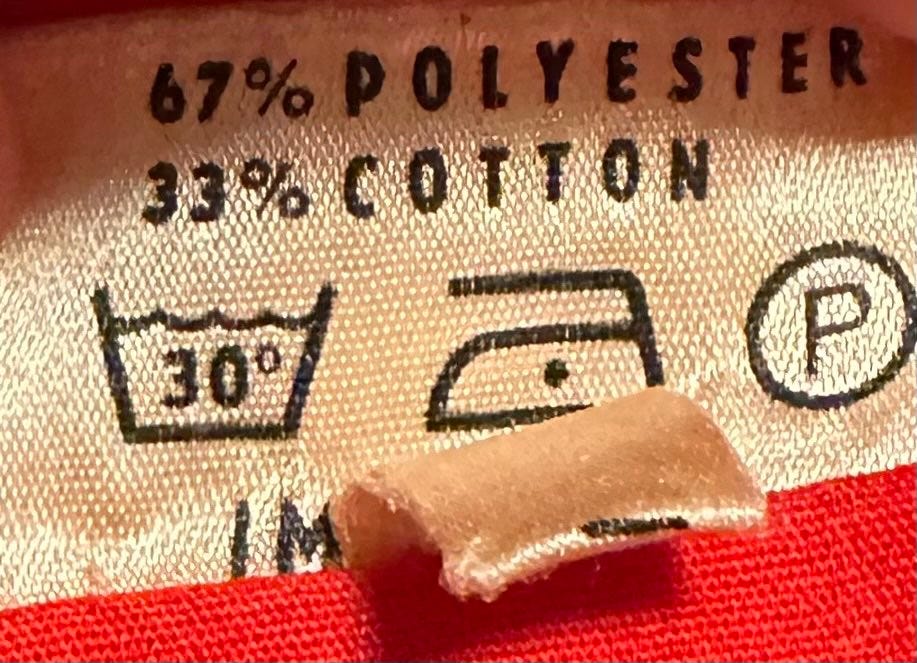 67% POLYESTER
33% COTTON
30° P